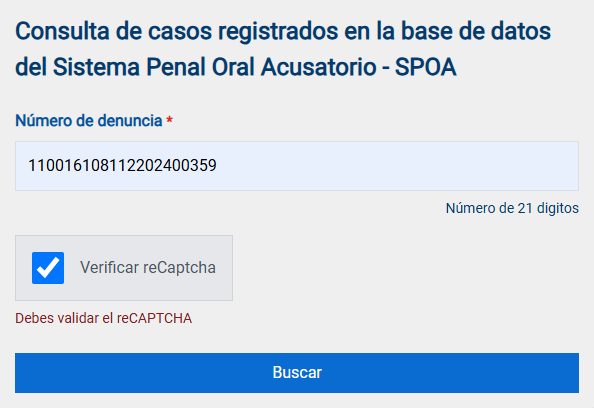 Consulta de casos registrados en la base de datos
del Sistema Penal Oral Acusatorio - SPOA
Número de denuncia *
110016108112202400359
Número de 21 digitos
Verificar reCaptcha
Debes validar el reCAPTCHA
Buscar